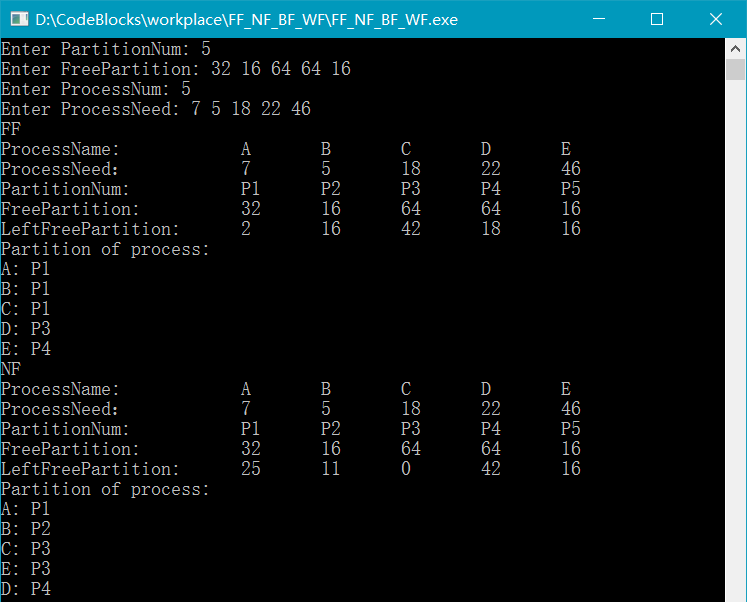 D:\CodeBlocks\workplace\FF_NF_BF_WF\FF_NF_BF_WF.exe
Enter PartitionNum: 5
Enter FreePartition: 32 16 64 64 16
Enter ProcessNum: 5
Enter ProcessNeed: 7 5 18 22 46
FF
ProcessName: A B C D E
ProcessNeed: 7 5 18 22 46
PartitionNum: P1 P2 P3 P4 P5
FreePartition: 32 16 64 64 16
LeftFreePartition: 2 16 42 18 16
Partition of process:
A: P1
B: P1
C: P1
D: P3
E: P4
NF
ProcessName: A B C D E
ProcessNeed: 7 5 18 22 46
PartitionNum: P1 P2 P3 P4 P5
FreePartition: 32 16 64 64 16
LeftFreePartition: 25 11 0 42 16
Partition of process:
A: P1
B: P2
C: P3
E: P3
D: P4